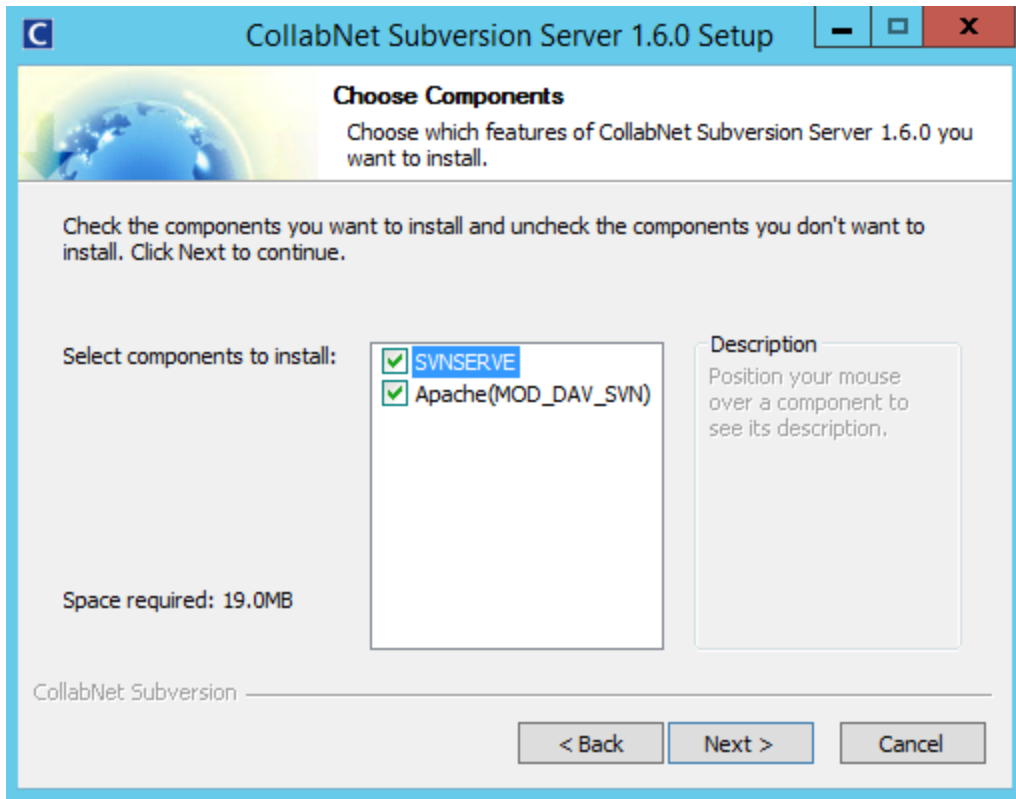 C
CollabNet Subversion Server 1.6.0 Setup
Choose Components
Choose which features of CollabNet Subversion Server 1.6.0 you
want to install.
Check the components you want to install and uncheck the components you don't want to
install. Click Next to continue.
Select components to install:
SVNSERVE
Apache(MOD_DAV_SVN)
Description
Position your mouse
over a component to
see its description.
Space required: 19.0MB
CollabNet Subversion
< Back
Next >
Cancel